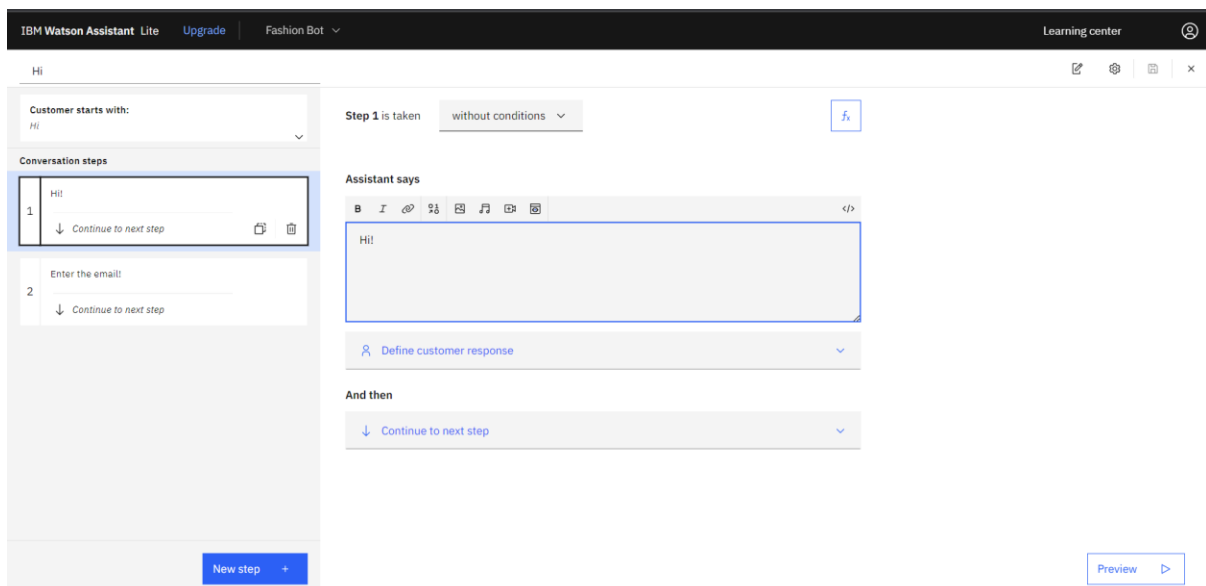 IBM Watson Assistant Lite Upgrade Fashion Bot Learning center
Hi
Customer starts with:
Hi
Conversation steps
1
Hi!
Continue to next step
2
Enter the email!
Continue to next step
New step +
Step 1 is taken without conditions fx
Assistant says
B I </>
Hi!
Define customer response
And then
Continue to next step
Preview